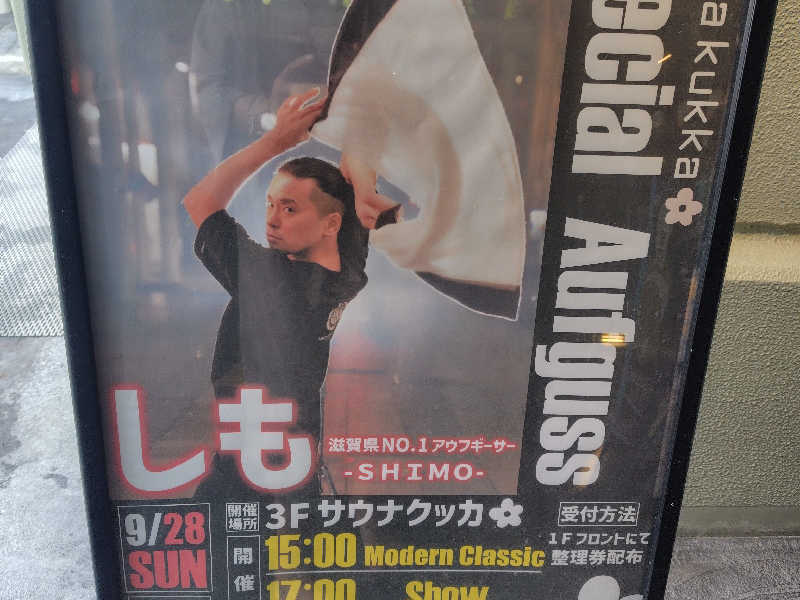 akukka
ecial Aufguss
しも
滋賀県NO.1アウフギーサー
-SHIMO-
9/28
SUN
開催
場所
3F サウナクッカ
開
催
15:00 Modern Classic
17:00 Show
受付方法
1Fフロントにて
整理券配布